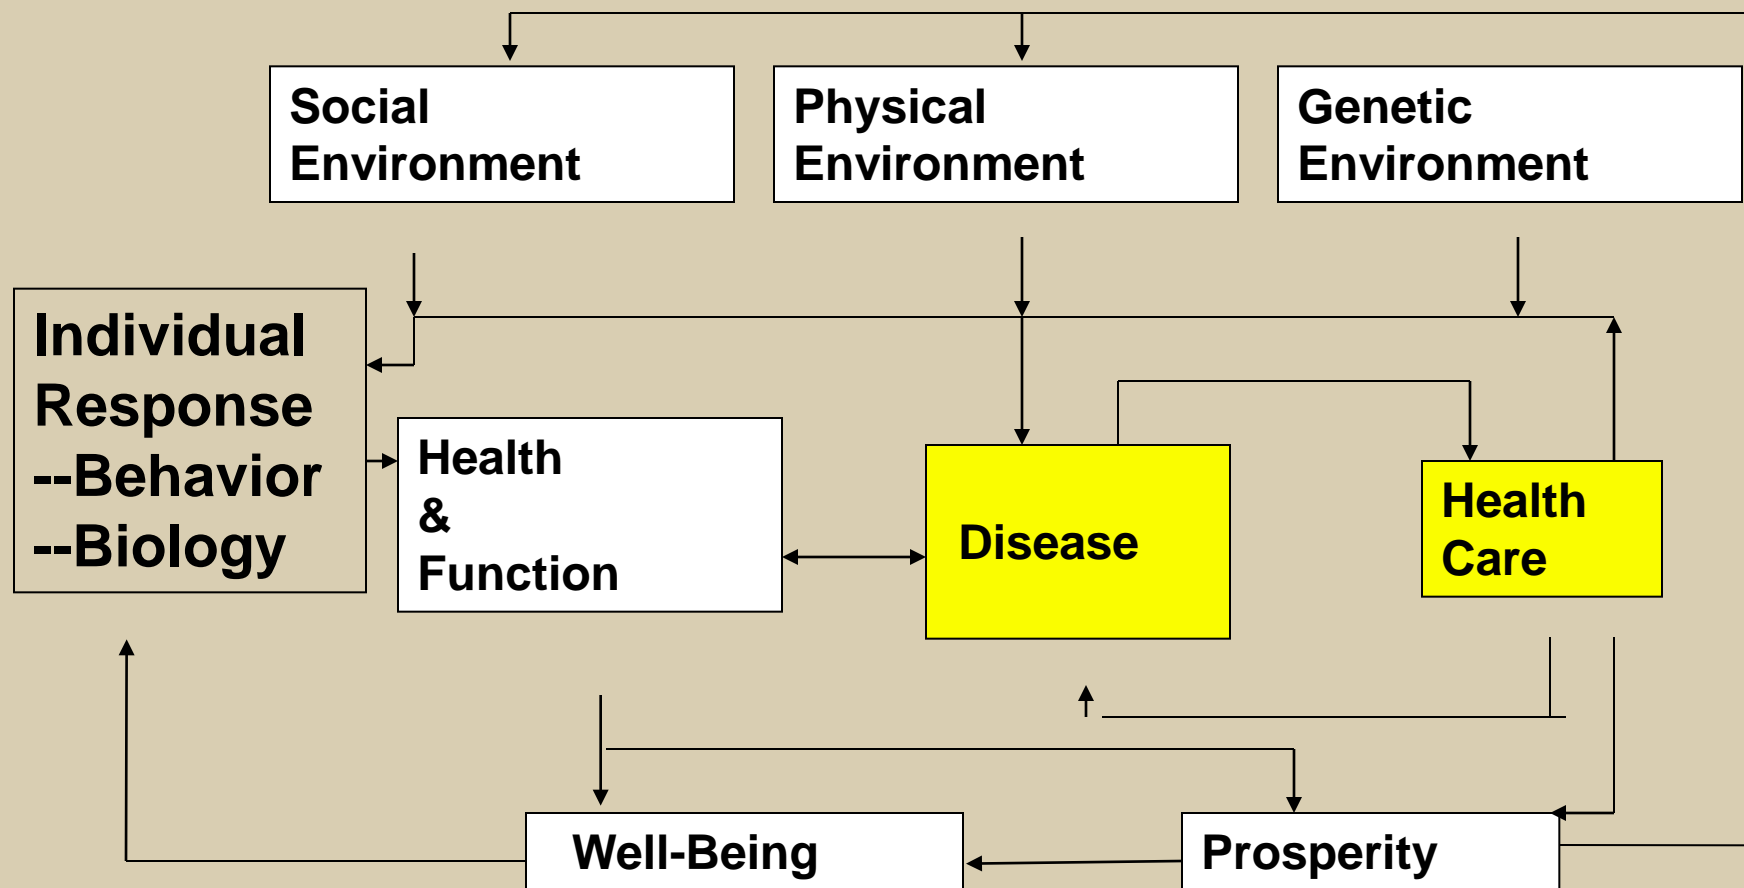 Social
Environment
Physical
Environment
Genetic
Environment
Individual
Response
--Behavior
--Biology
Health
&
Function
Disease
Health
Care
Well-Being
Prosperity